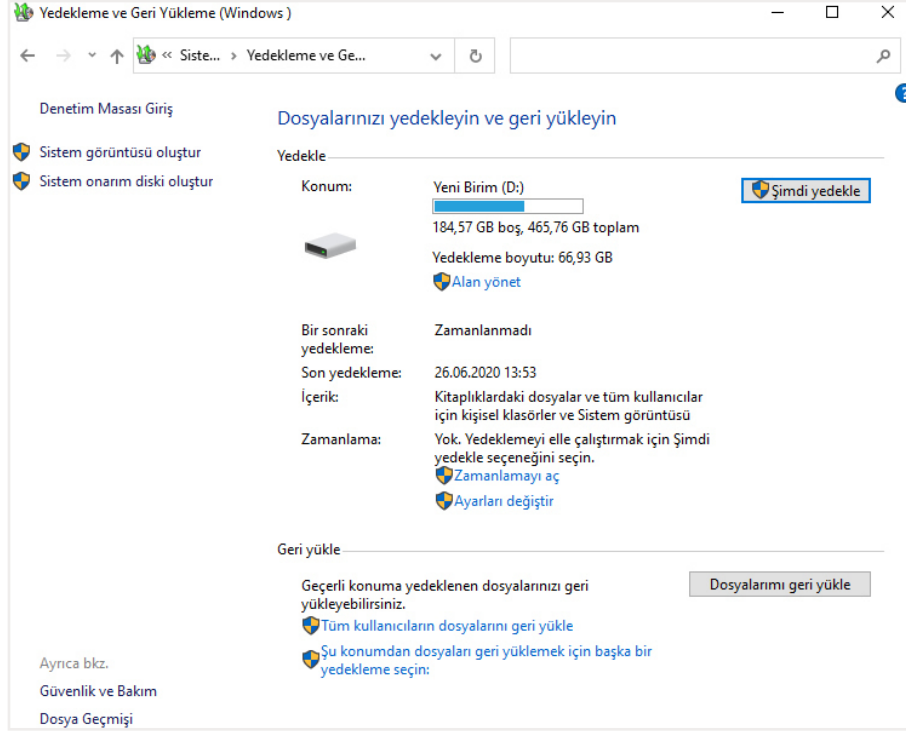 Yedekleme ve Geri Yükleme (Windows )
« Siste... › Yedekleme ve Ge...
Denetim Masası Giriş
Sistem görüntüsü oluştur
Sistem onarım diski oluştur
Dosyalarınızı yedekleyin ve geri yükleyin
Yedekle
Konum:
Yeni Birim (D:)
Şimdi yedekle
184,57 GB boş, 465,76 GB toplam
Yedekleme boyutu: 66,93 GB
Alan yönet
Bir sonraki
yedekleme:
Zamanlanmadı
Son yedekleme:
26.06.2020 13:53
İçerik:
Kitaplıklardaki dosyalar ve tüm kullanıcılar
için kişisel klasörler ve Sistem görüntüsü
Zamanlama:
Yok. Yedeklemeyi elle çalıştırmak için Şimdi
yedekle seçeneğini seçin.
Zamanlamayı aç
Ayarları değiştir
Geri yükle
Geçerli konuma yedeklenen dosyalarınızı geri
yükleyebilirsiniz.
Dosyalarımı geri yükle
Tüm kullanıcıların dosyalarını geri yükle
Şu konumdan dosyaları geri yüklemek için başka bir
yedekleme seçin:
Ayrıca bkz.
Güvenlik ve Bakım
Dosya Geçmişi